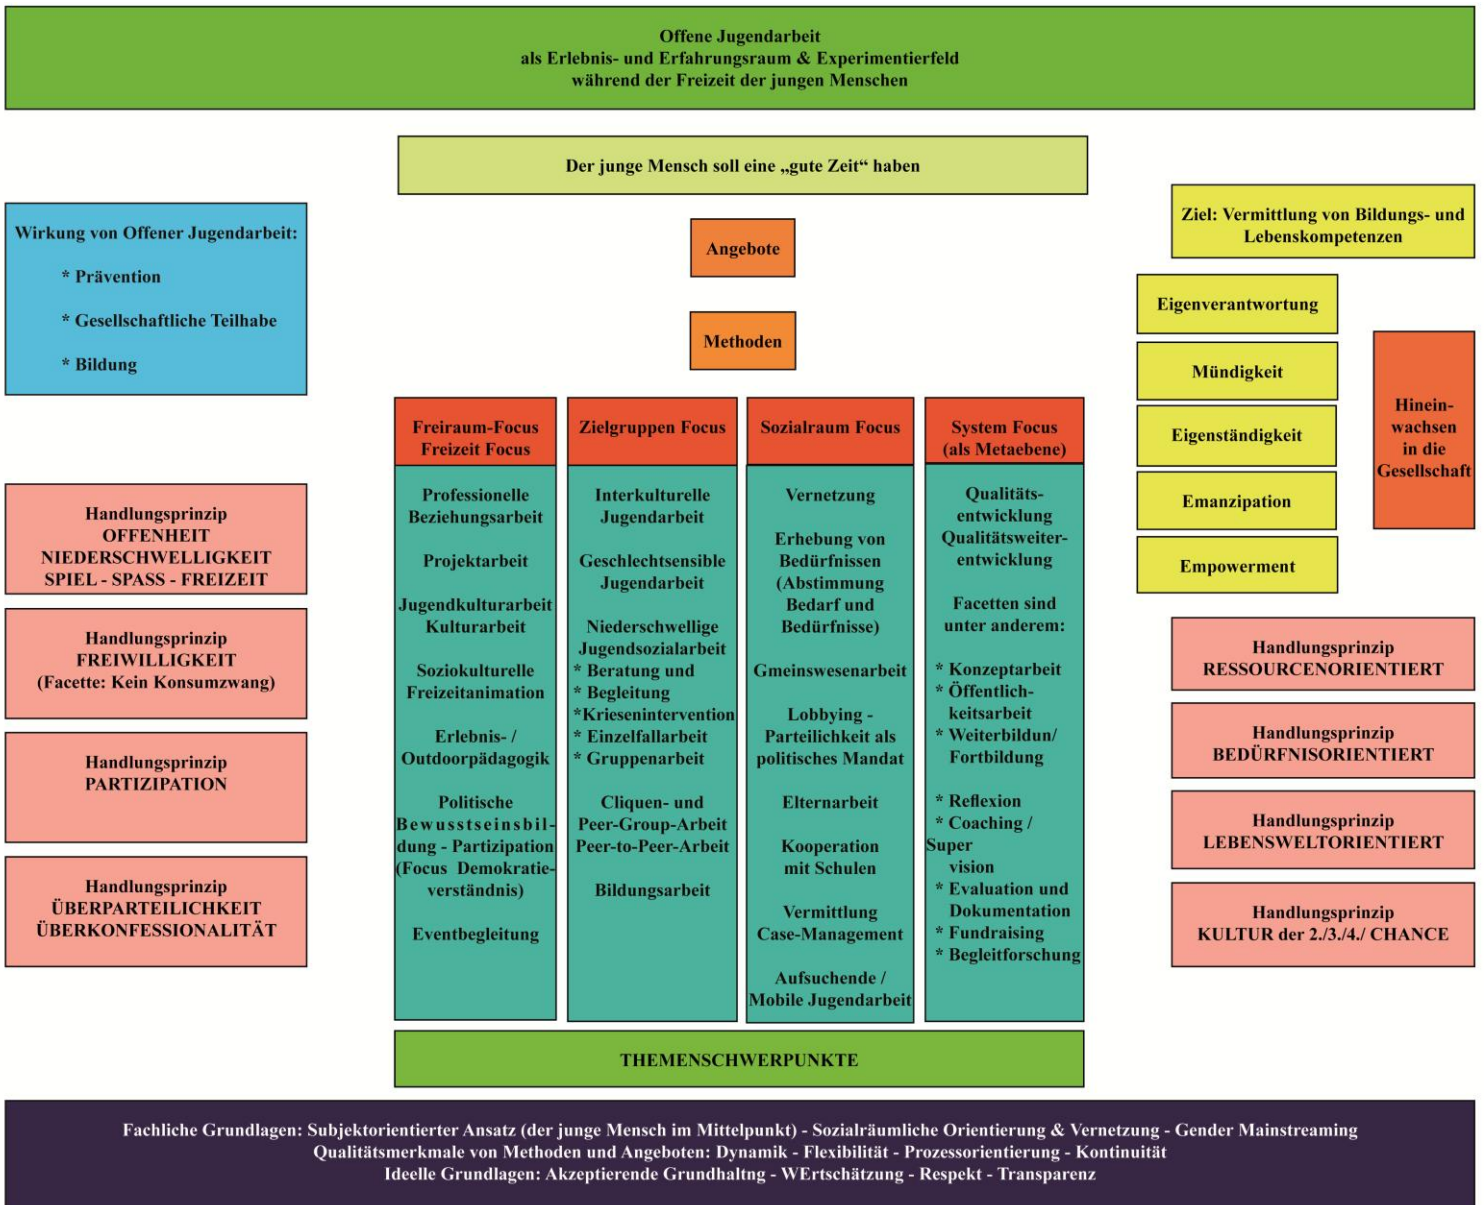 Offene Jugendarbeit
als Erlebnis- und Erfahrungsraum & Experimentierfeld
während der Freizeit der jungen Menschen
Der junge Mensch soll eine „gute Zeit“ haben
Wirkung von Offener Jugendarbeit:
* Prävention
* Gesellschaftliche Teilhabe
* Bildung
Angebote
Methoden
Ziel: Vermittlung von Bildungs- und
Lebenskompetenzen
Eigenverantwortung
Mündigkeit
Eigenständigkeit
Emanzipation
Empowerment
Hinein-
wachsen
in die
Gesellschaft
Handlungsprinzip
OFFENHEIT
NIEDERSCHWELLIGKEIT
SPIEL - SPASS - FREIZEIT
Handlungsprinzip
FREIWILLIGKEIT
(Facette: Kein Konsumzwang)
Handlungsprinzip
PARTIZIPATION
Handlungsprinzip
ÜBERPARTEILICHKEIT
ÜBERKONFESSIONALITÄT
Freiraum-Focus
Freizeit Focus
Professionelle
Beziehungsarbeit
Projektarbeit
Jugendkulturarbeit
Kulturarbeit
Soziokulturelle
Freizeitanimation
Erlebnis- /
Outdoorpädagogik
Politische
Bewusstseinsbil-
dung - Partizipation
(Focus Demokratie-
verständnis)
Eventbegleitung
Zielgruppen Focus
Interkulturelle
Jugendarbeit
Geschlechtsensible
Jugendarbeit
Niederschwellige
Jugendsozialarbeit
* Beratung und
* Begleitung
*Kriesenintervention
* Einzelfallarbeit
* Gruppenarbeit
Cliquen- und
Peer-Group-Arbeit
Peer-to-Peer-Arbeit
Bildungsarbeit
Sozialraum Focus
Vernetzung
Erhebung von
Bedürfnissen
(Abstimmung
Bedarf und
Bedürfnisse)
Gmeinswesenarbeit
Lobbying -
Parteilichkeit als
politisches Mandat
Elternarbeit
Kooperation
mit Schulen
Vermittlung
Case-Management
Aufsuchende /
Mobile Jugendarbeit
System Focus
(als Metaebene)
Qualitäts-
entwicklung
Qualitätsweiter-
entwicklung
Facetten sind
unter anderem:
* Konzeptarbeit
* Öffentlich-
keitsarbeit
* Weiterbildun/
Fortbildung
* Reflexion
* Coaching /
Super
vision
* Evaluation und
Dokumentation
* Fundraising
* Begleitforschung
Handlungsprinzip
RESSOURCENORIENTIERT
Handlungsprinzip
BEDÜRFNISORIENTIERT
Handlungsprinzip
LEBENSWELTORIENTIERT
Handlungsprinzip
KULTUR der 2./3./4./ CHANCE
THEMENSCHWERPUNKTE
Fachliche Grundlagen: Subjektorientierter Ansatz (der junge Mensch im Mittelpunkt) - Sozialräumliche Orientierung & Vernetzung - Gender Mainstreaming
Qualitätsmerkmale von Methoden und Angeboten: Dynamik - Flexibilität - Prozessorientierung - Kontinuität
Ideelle Grundlagen: Akzeptierende Grundhaltng - WErtschätzung - Respekt - Transparenz